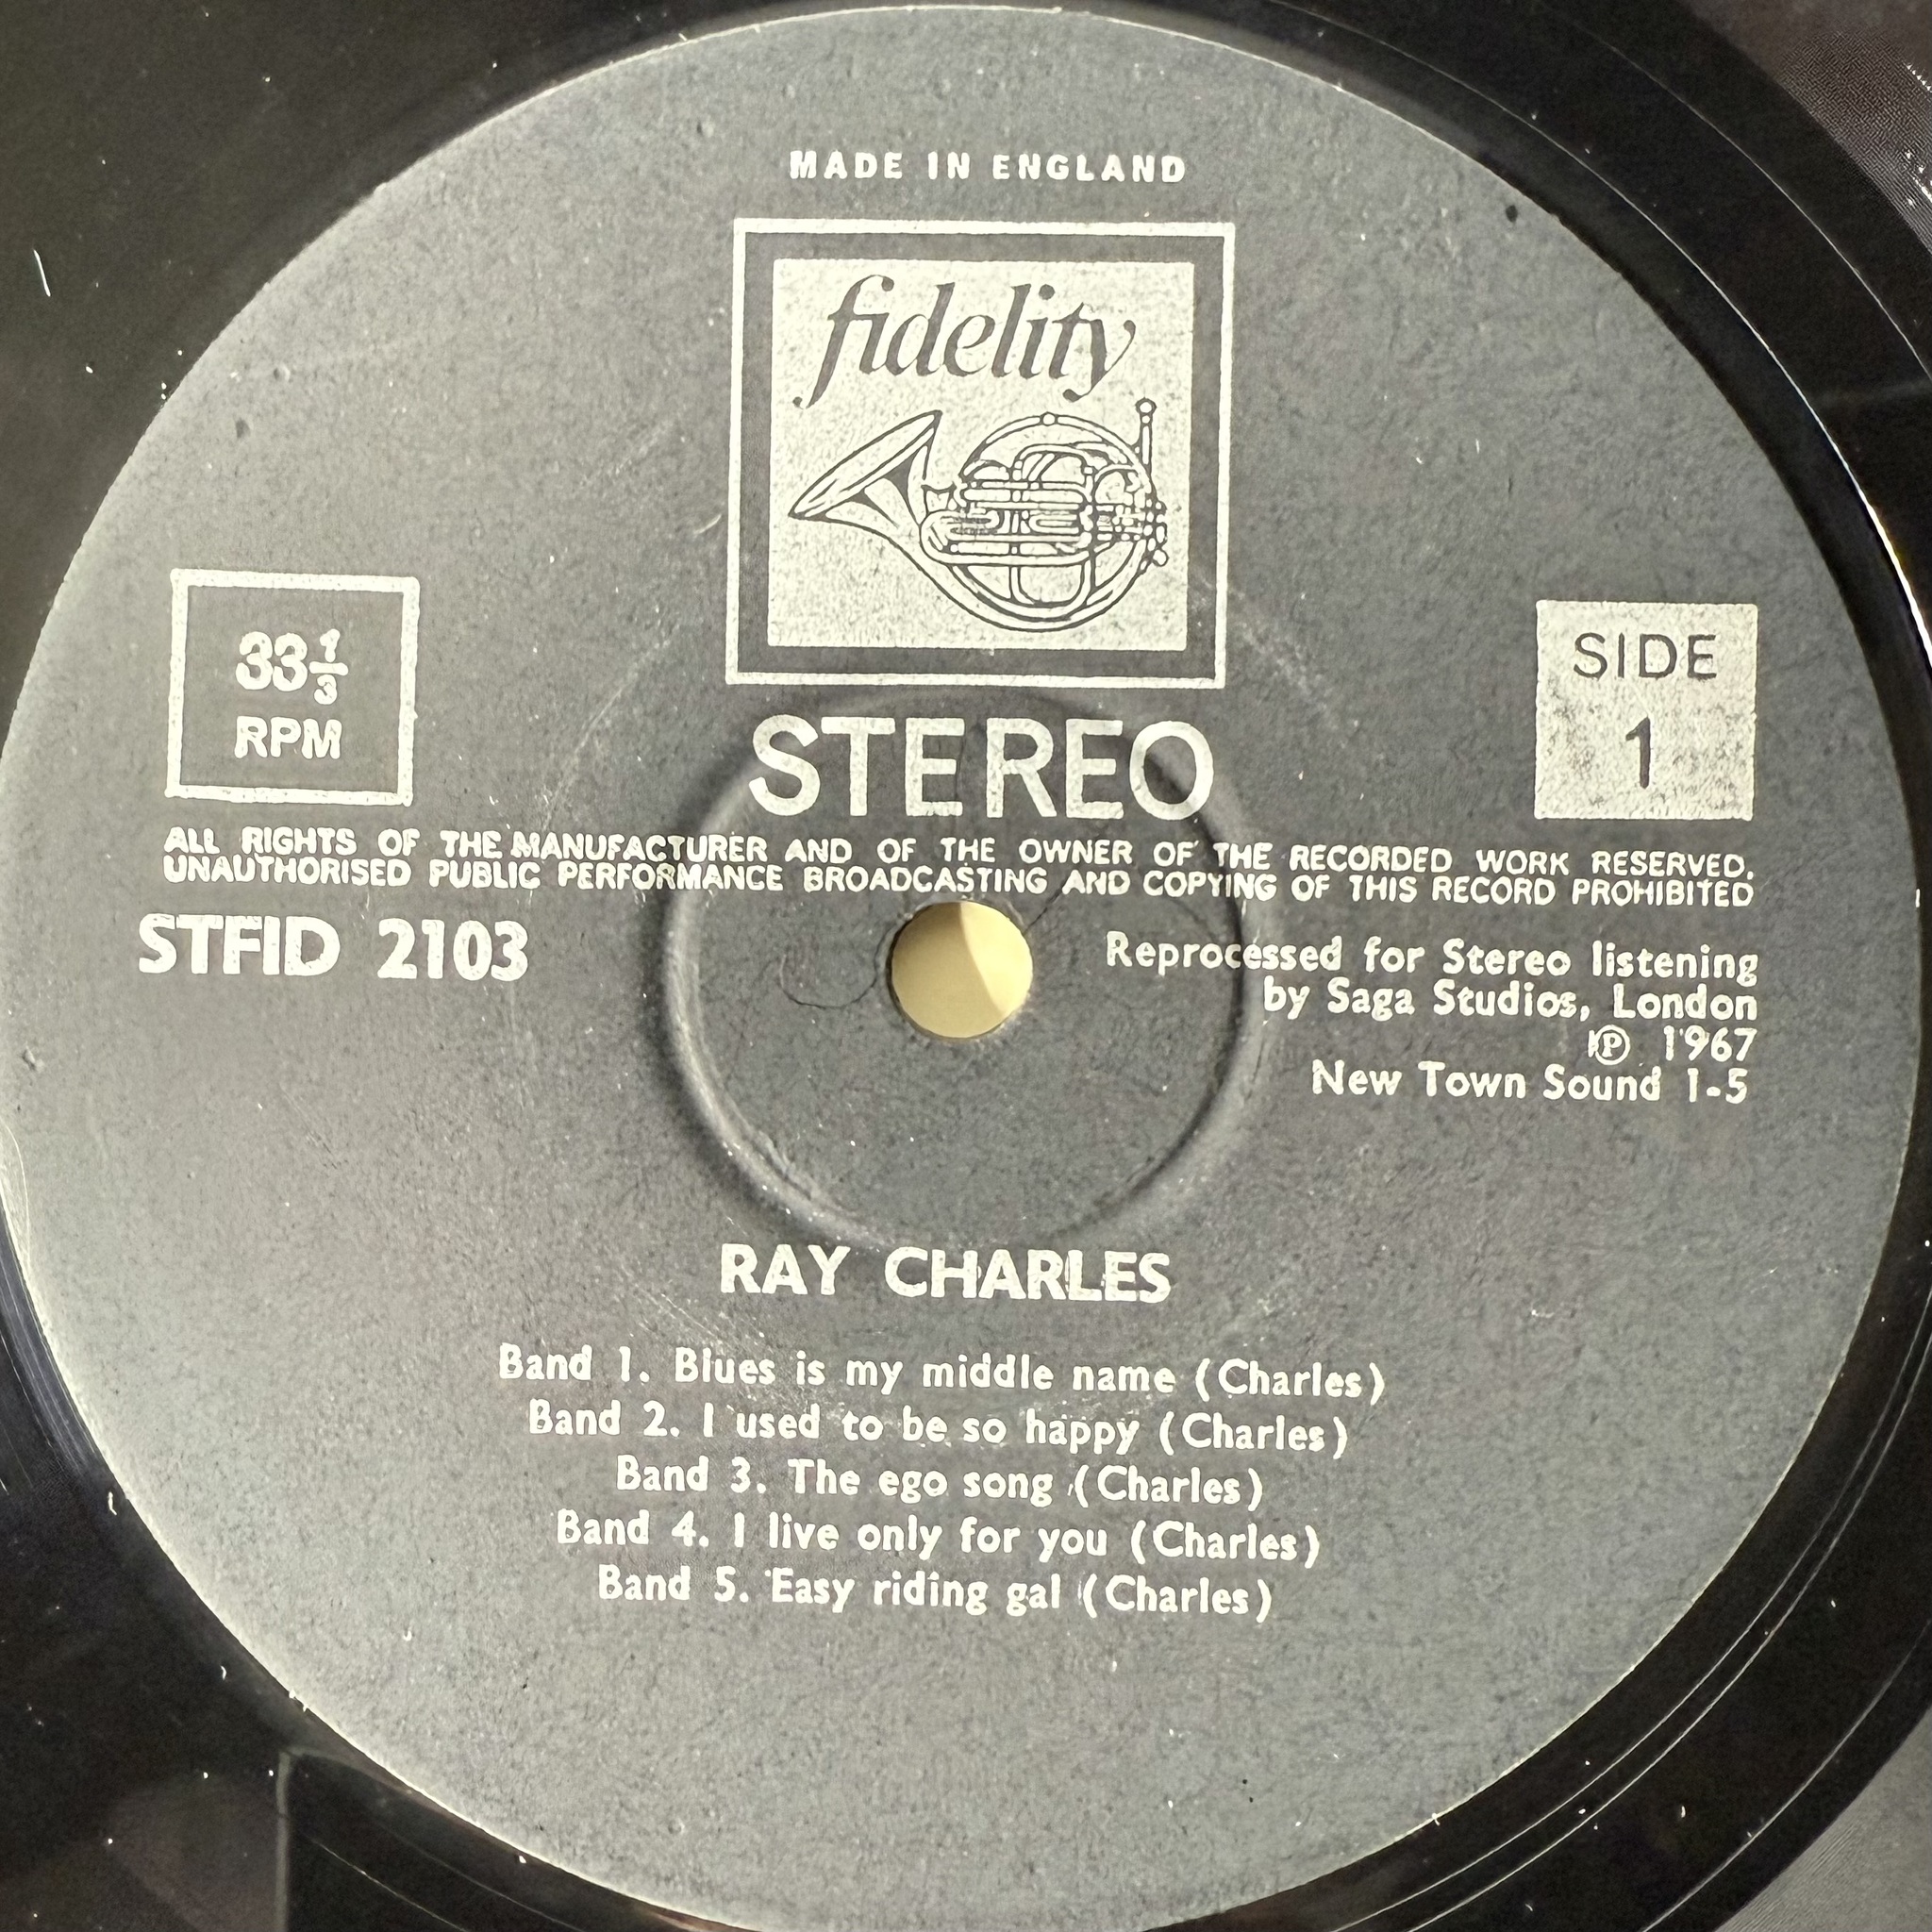 MADE IN ENGLAND
fidelity
33⅓
RPM
SIDE
1
STEREO
ALL RIGHTS OF THE MANUFACTURER AND OF THE OWNER OF THE RECORDED WORK RESERVED.
UNAUTHORISED PUBLIC PERFORMANCE BROADCASTING AND COPYING OF THIS RECORD PROHIBITED
STFID 2103
Reprocessed for Stereo listening
by Saga Studios, London
℗ 1967
New Town Sound 1-5
RAY CHARLES
Band 1. Blues is my middle name (Charles)
Band 2. I used to be so happy (Charles)
Band 3. The ego song (Charles)
Band 4. I live only for you (Charles)
Band 5. Easy riding gal (Charles)